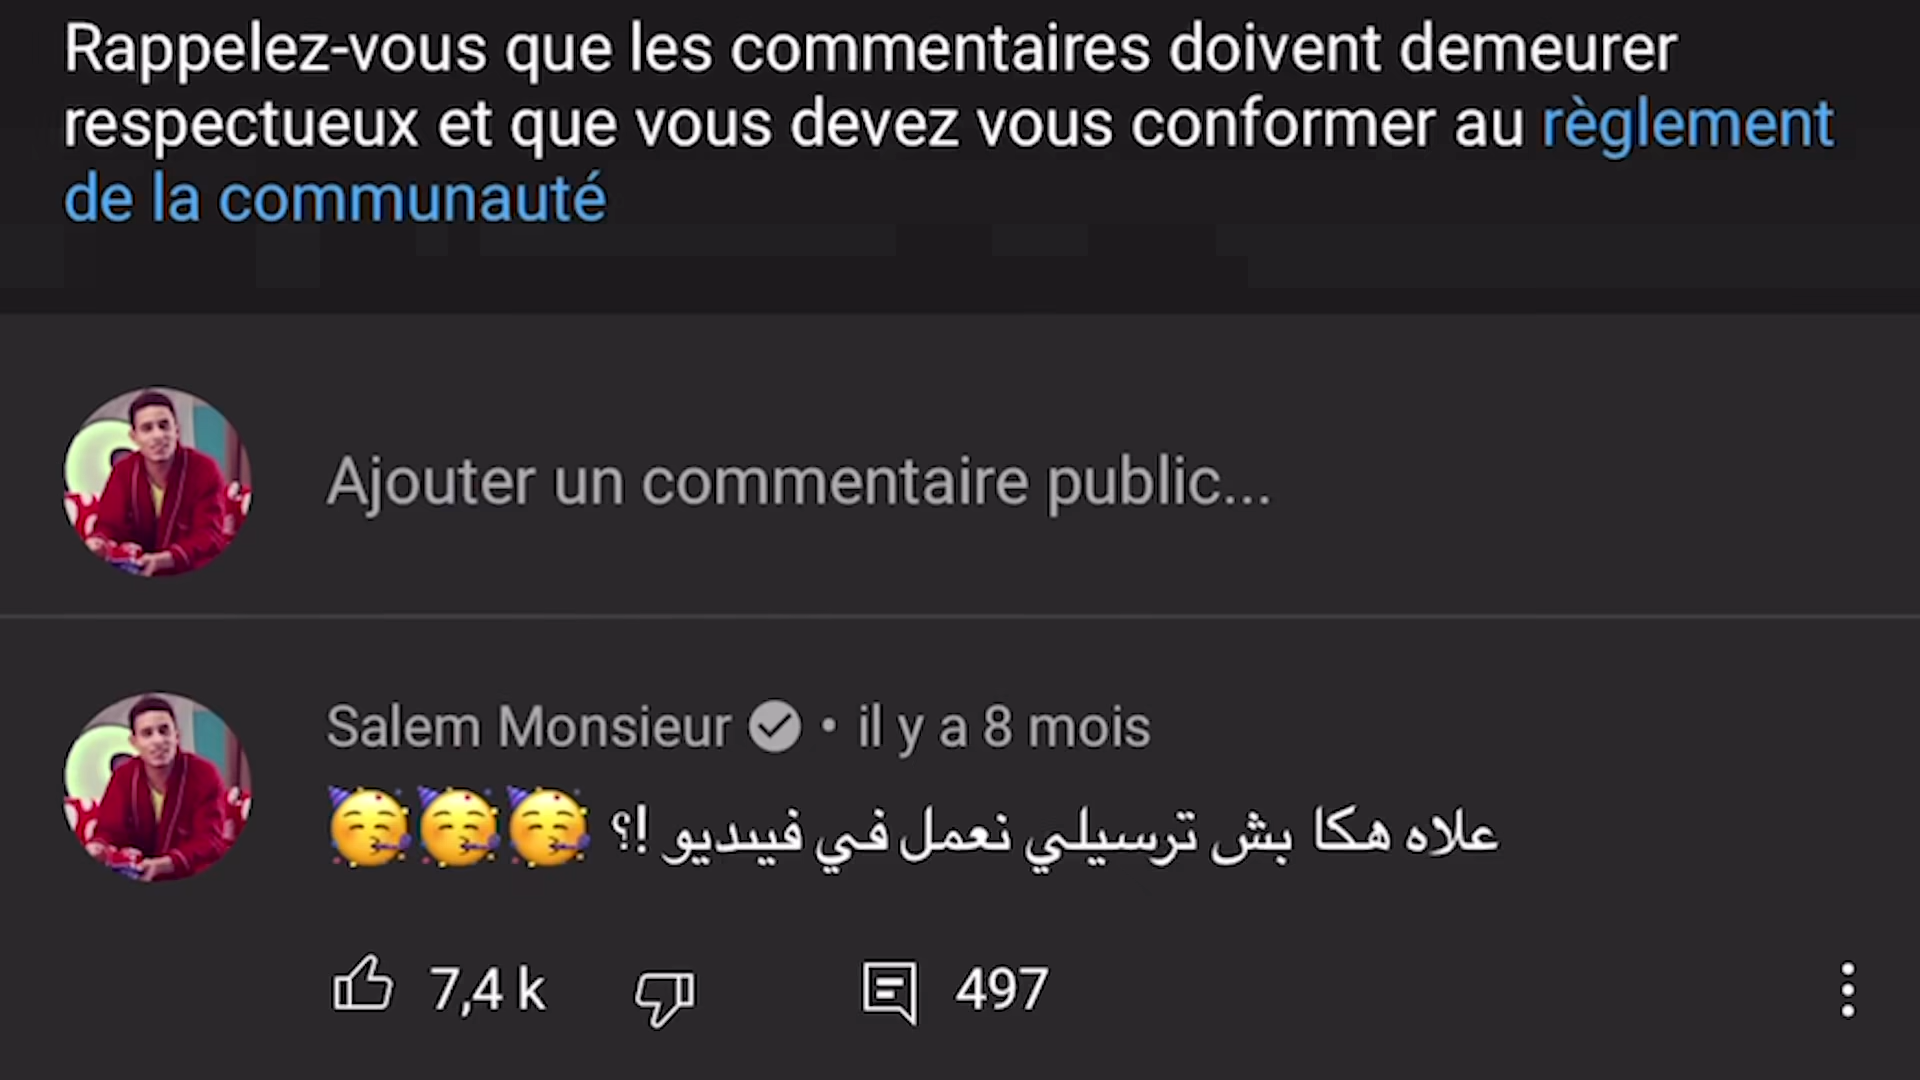 Rappelez-vous que les commentaires doivent demeurer
respectueux et que vous devez vous conformer au règlement
de la communauté
Ajouter un commentaire public...
Salem Monsieur • il y a 8 mois
علاه هكا بش ترسيلي نعمل في فييديو !؟ 🥳🥳🥳
7,4 k 497